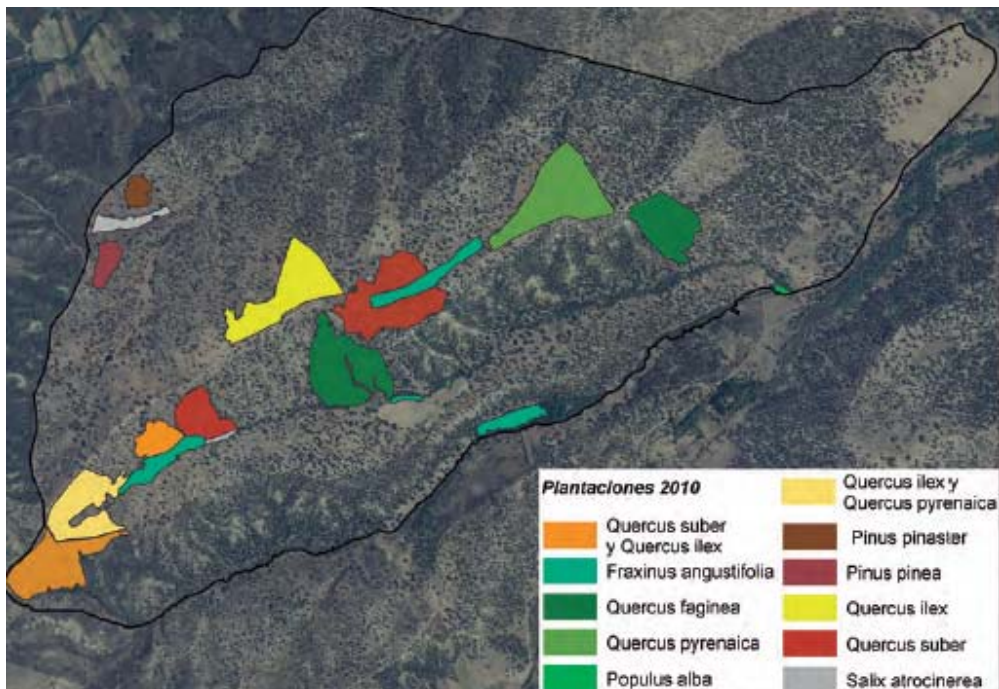 Plantaciones 2010
Quercus suber
y Quercus ilex
Fraxinus angustifolia
Quercus faginea
Quercus pyrenaica
Populus alba
Quercus ilex y
Quercus pyrenaica
Pinus pinaster
Pinus pinea
Quercus ilex
Quercus suber
Salix atrocinerea